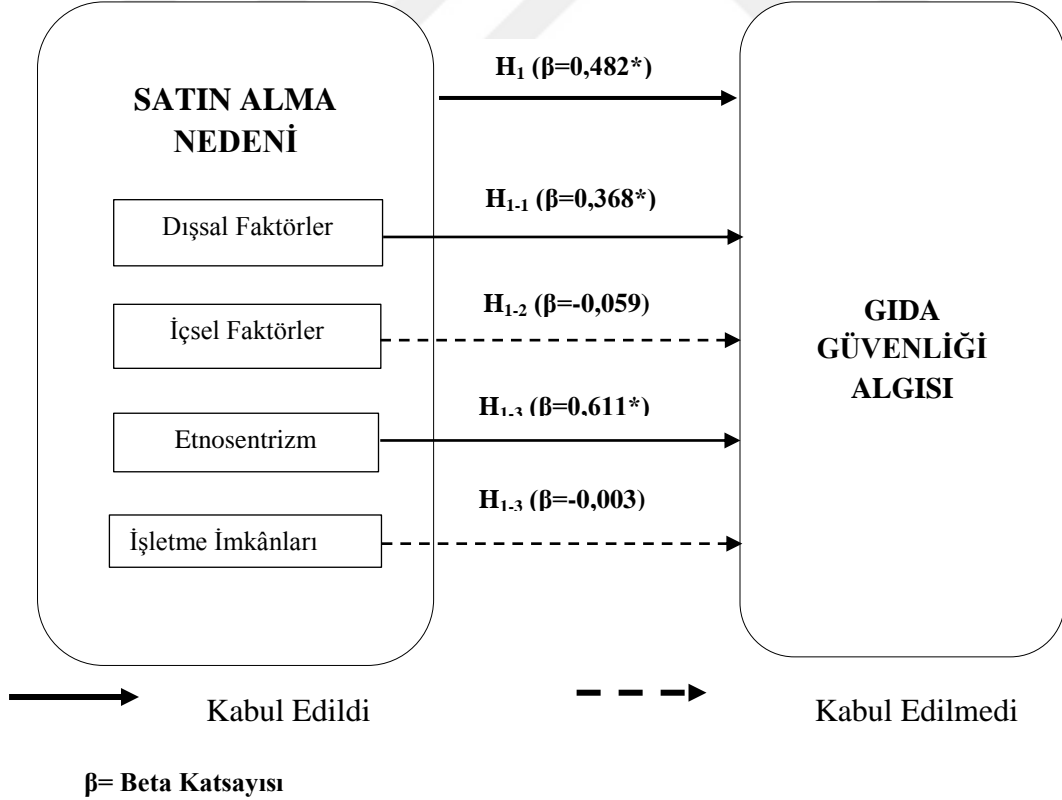 SATIN ALMA
NEDENİ
H₁ (β=0,482*)
Dışsal Faktörler
H₁₋₁ (β=0,368*)
İçsel Faktörler
H₁₋₂ (β=-0,059)
Etnosentrizm
H₁₋₃ (β=0,611*)
İşletme İmkânları
H₁₋₃ (β=-0,003)
GIDA
GÜVENLİĞİ
ALGISI
Kabul Edildi
Kabul Edilmedi
β= Beta Katsayısı